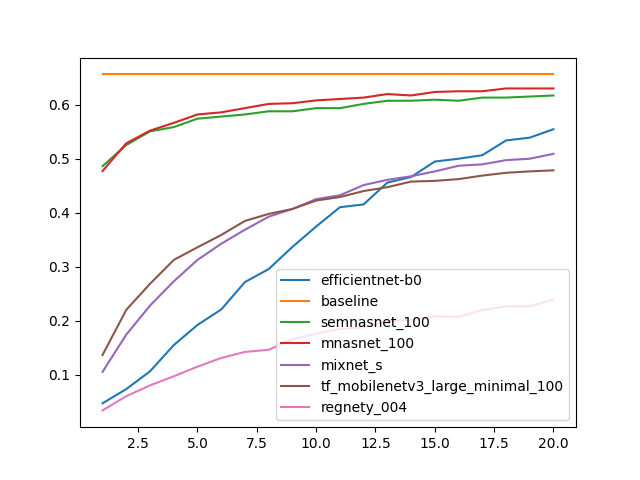 0.6
0.5
0.4
0.3
0.2
0.1
efficientnet-b0
baseline
semnasnet_100
mnasnet_100
mixnet_s
tf_mobilenetv3_large_minimal_100
regnety_004
2.5 5.0 7.5 10.0 12.5 15.0 17.5 20.0